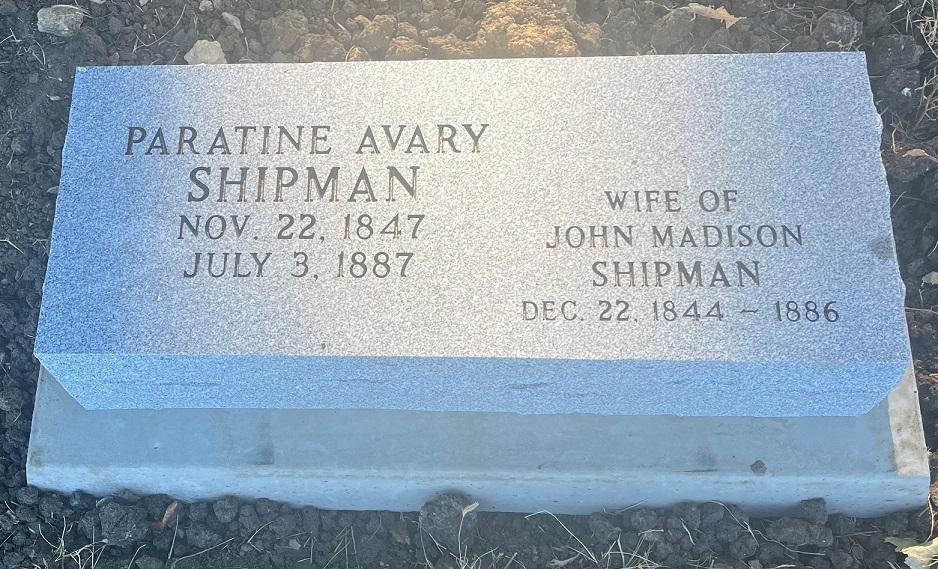 PARATINE AVARY
SHIPMAN
NOV. 22, 1847
JULY 3, 1887
WIFE OF
JOHN MADISON
SHIPMAN
DEC. 22, 1844 – 1886